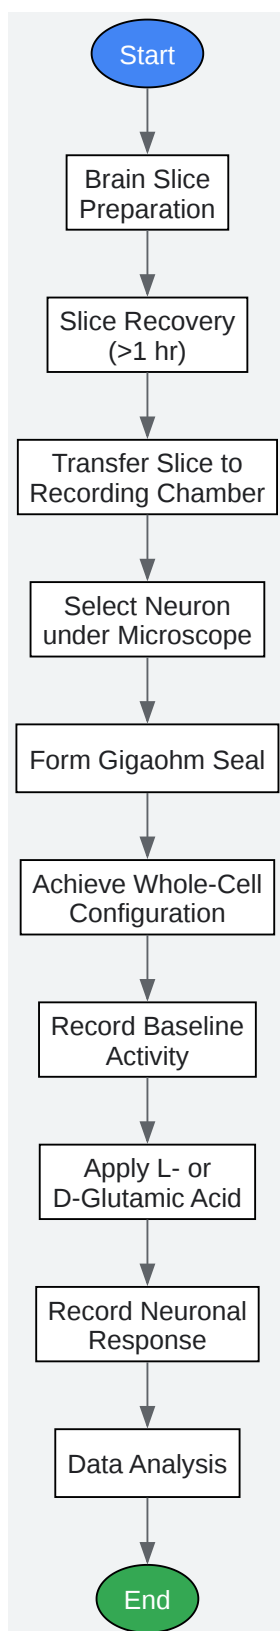 Start
Brain Slice
Preparation
Slice Recovery
(>1 hr)
Transfer Slice to
Recording Chamber
Select Neuron
under Microscope
Form Gigaohm Seal
Achieve Whole-Cell
Configuration
Record Baseline
Activity
Apply L- or
D-Glutamic Acid
Record Neuronal
Response
Data Analysis
End